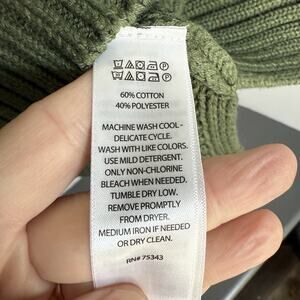 60% COTTON
40% POLYESTER
MACHINE WASH COOL -
DELICATE CYCLE.
WASH WITH LIKE COLORS.
USE MILD DETERGENT.
ONLY NON-CHLORINE
BLEACH WHEN NEEDED.
TUMBLE DRY LOW.
REMOVE PROMPTLY
FROM DRYER.
MEDIUM IRON IF NEEDED
OR DRY CLEAN.
RN# 75343